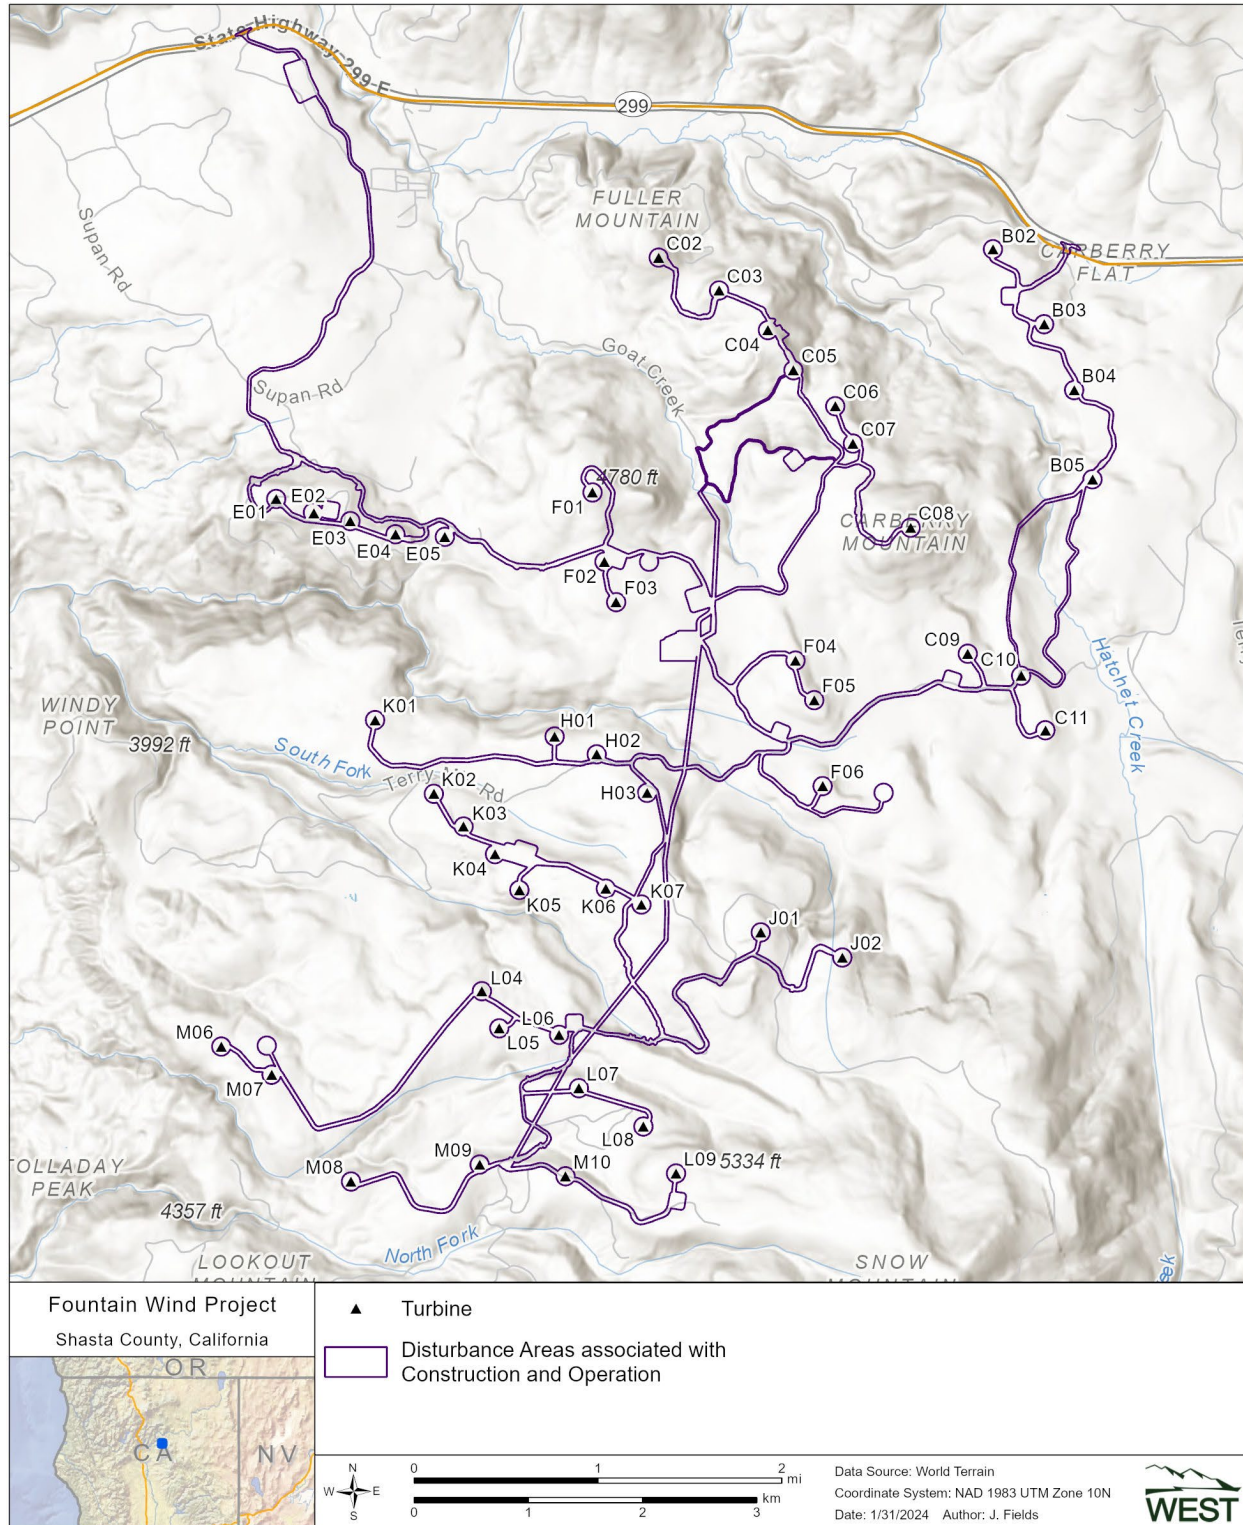 State Highway 299 E
299
FULLER
MOUNTAIN
B02
CARBERRY
FLAT
Supan Rd
C02
C03
B03
C04
Goat Creek
C05
Supan Rd
B04
C06
C07
B05
4780 ft
E02
F01
E01
E03
C08
CARBERRY
MOUNTAIN
E04
E05
F02
F03
Hatchet Creek
F04
C09
C10
F05
WINDY
POINT
K01
H01
C11
3992 ft
South Fork
H02
Terry
Rd
K02
H03
F06
K03
K04
K05
K06
K07
J01
J02
L04
L06
M06
L05
M07
L07
L08
M09
L09
5334 ft
M08
M10
OLLADAY
PEAK
4357 ft
North Fork
LOOKOUT
MOUNTAIN
SNOW
MOUNTAIN
eek
Fountain Wind Project
Shasta County, California
OR
CA
NV
Turbine
Disturbance Areas associated with
Construction and Operation
N
W
E
S
0 1 2
mi
km
0 1 2 3
Data Source: World Terrain
Coordinate System: NAD 1983 UTM Zone 10N
Date: 1/31/2024 Author: J. Fields
WEST